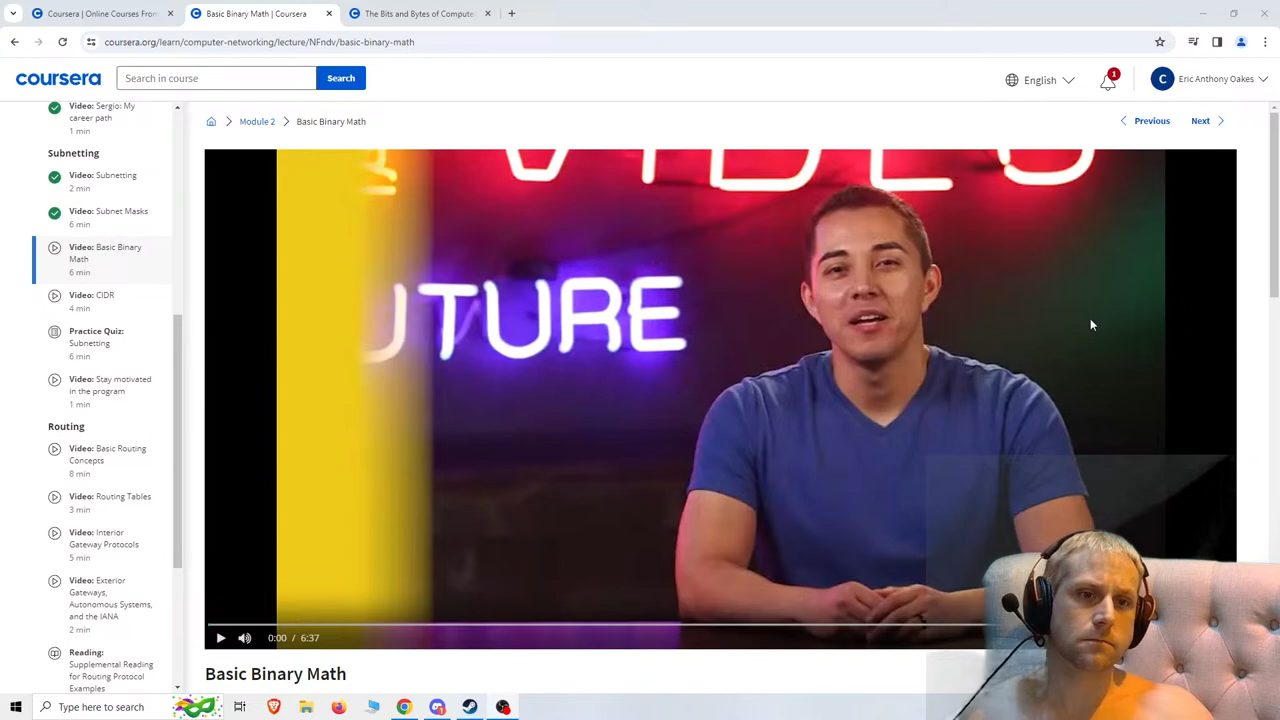 Coursera | Online Courses From
Basic Binary Math | Coursera
The Bits and Bytes of Compute
coursera.org/learn/computer-networking/lecture/NFndv/basic-binary-math
coursera
Search in course
Search
English
1
C
Eric Anthony Oakes
Video: Sergio: My
career path
1 min
Subnetting
Video: Subnetting
2 min
Video: Subnet Masks
6 min
Video: Basic Binary
Math
6 min
Video: CIDR
4 min
Practice Quiz:
Subnetting
6 min
Video: Stay motivated
in the program
1 min
Routing
Video: Basic Routing
Concepts
8 min
Video: Routing Tables
3 min
Video: Interior
Gateway Protocols
5 min
Video: Exterior
Gateways,
Autonomous Systems,
and the IANA
2 min
Reading:
Supplemental Reading
for Routing Protocol
Examples
Module 2
Basic Binary Math
Previous
Next
VIDEO
UTURE
0:00 / 6:37
Basic Binary Math
Type here to search